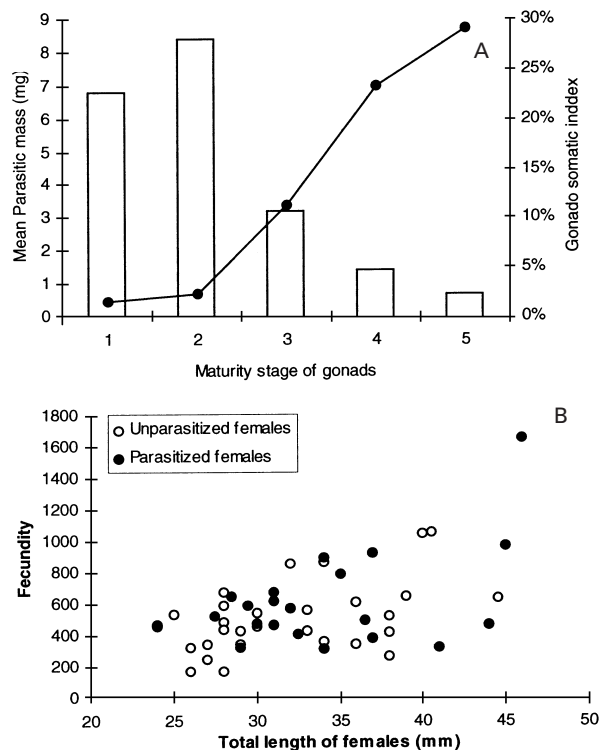 9
8
7
6
5
4
3
2
1
0
Mean Parasitic mass (mg)
30%
25%
20%
15%
10%
5%
0%
Gonado somatic inddex
A
1 2 3 4 5
Maturity stage of gonads
B
1800
1600
1400
1200
1000
800
600
400
200
0
Fecundity
Unparasitized females
Parasitized females
20 25 30 35 40 45 50
Total length of females (mm)